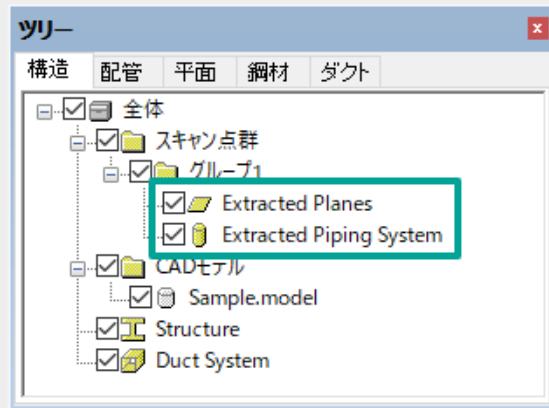 ツリー
構造 配管 平面 鋼材 ダクト
全体
スキャン点群
グループ1
Extracted Planes
Extracted Piping System
CADモデル
Sample.model
Structure
Duct System